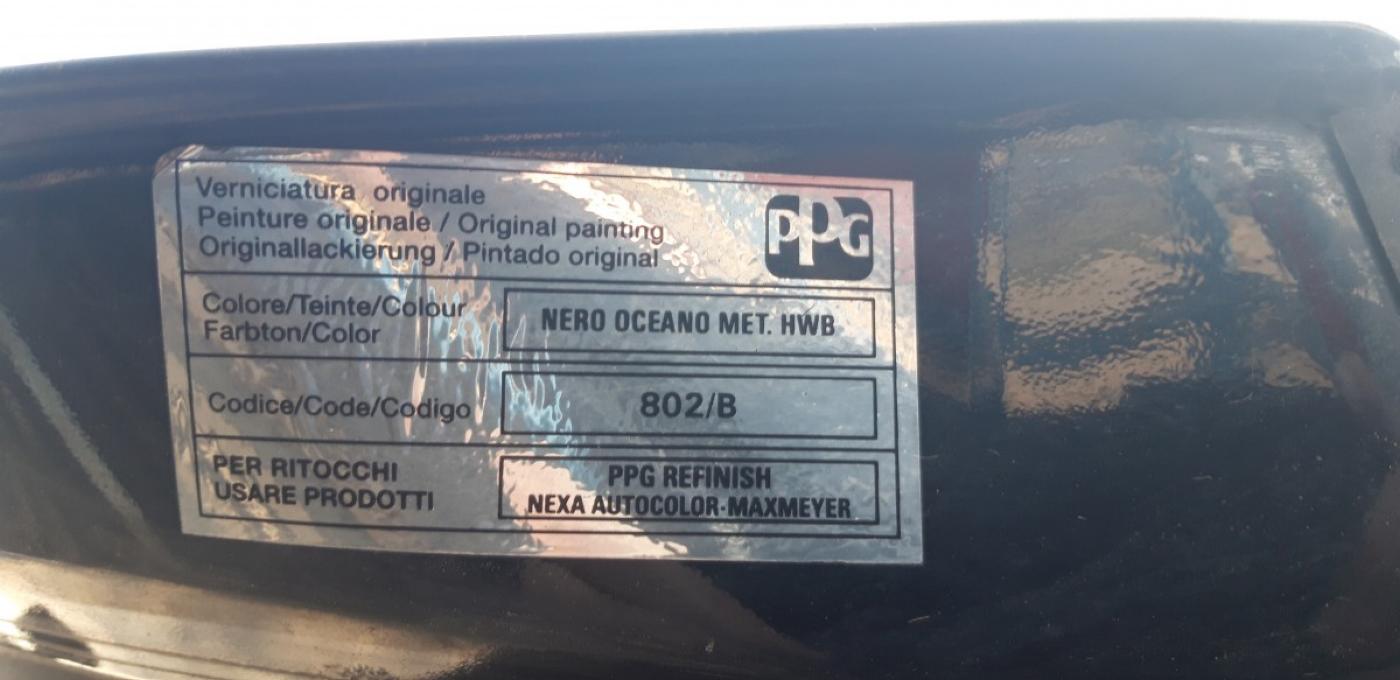 Verniciatura originale
Peinture originale / Original painting
Originallackierung / Pintado original
PPG
Colore/Teinte/Colour
Farbton/Color
NERO OCEANO MET. HWB
Codice/Code/Codigo
802/B
PER RITOCCHI
USARE PRODOTTI
PPG REFINISH
NEXA AUTOCOLOR-MAXMEYER